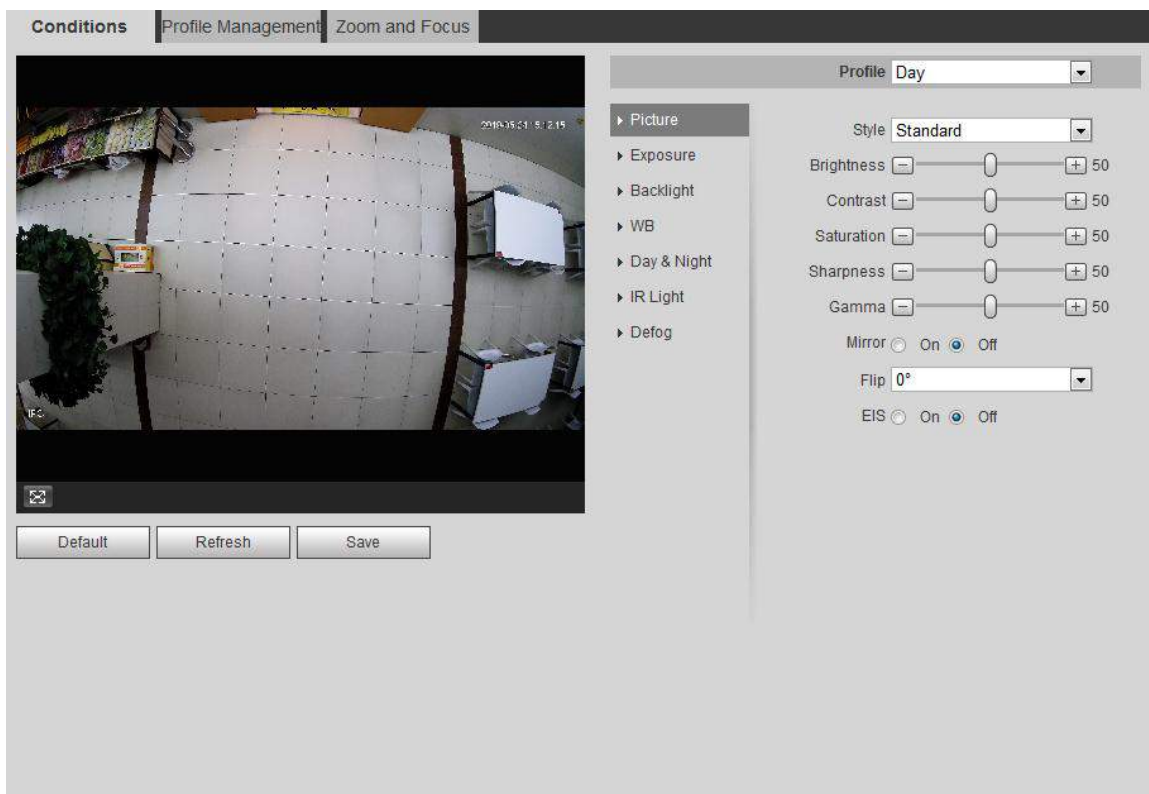 Conditions
Profile Management
Zoom and Focus
Profile Day
Picture
Exposure
Backlight
WB
Day & Night
IR Light
Defog
Style Standard
Brightness 50
Contrast 50
Saturation 50
Sharpness 50
Gamma 50
Mirror On Off
Flip 0°
EIS On Off
Default
Refresh
Save